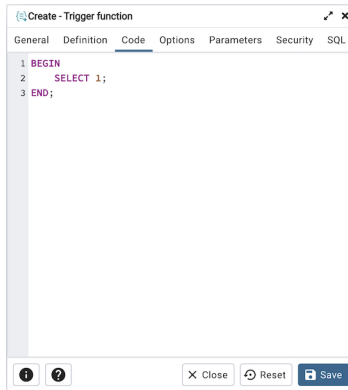 Create - Trigger function
General Definition Code Options Parameters Security SQL
1 BEGIN
2 SELECT 1;
3 END;
Close Reset Save